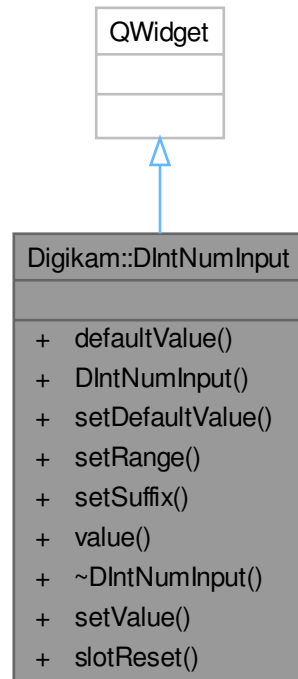 QWidget
Digikam::DIntNumInput
+ defaultValue()
+ DIntNumInput()
+ setDefaultValue()
+ setRange()
+ setSuffix()
+ value()
+ ~DIntNumInput()
+ setValue()
+ slotReset()